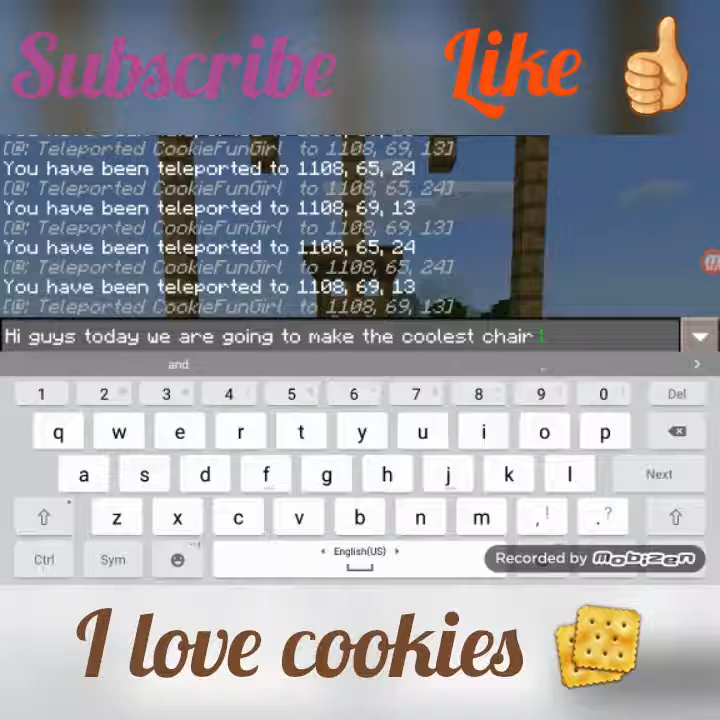 Subscribe Like
[@: Teleported CookieFunGirl to 1108, 69, 13]
You have been teleported to 1108, 65, 24
[@: Teleported CookieFunGirl to 1108, 65, 24]
You have been teleported to 1108, 69, 13
[@: Teleported CookieFunGirl to 1108, 69, 13]
You have been teleported to 1108, 65, 24
[@: Teleported CookieFunGirl to 1108, 65, 24]
You have been teleported to 1108, 69, 13
[@: Teleported CookieFunGirl to 1108, 69, 13]
Hi guys today we are going to make the coolest chair
and
1 2 3 4 5 6 7 8 9 0 Del
q w e r t y u i o p
a s d f g h j k l Next
z x c v b n m , ! . ?
Ctrl Sym English(US) Recorded by mobizen
I love cookies